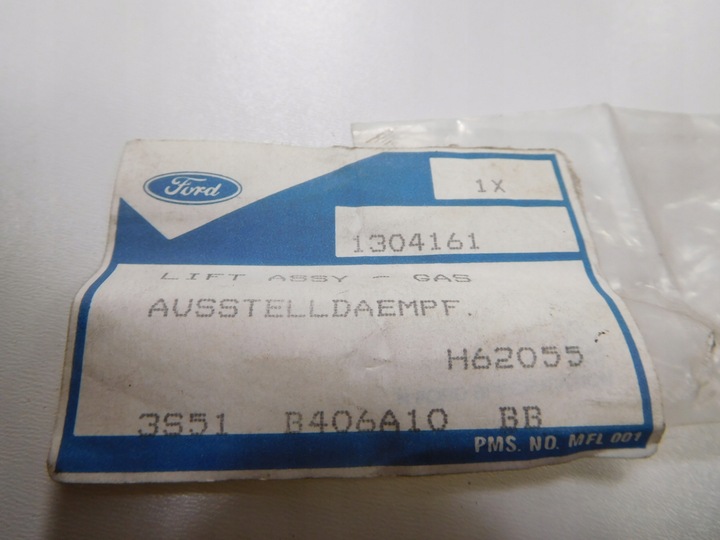 Ford
1X
1304161
LIFT ASSY - GAS
AUSSTELLDAEMPF.
H62055
3S51 B406A10 BB
PMS. NO. MFL 001